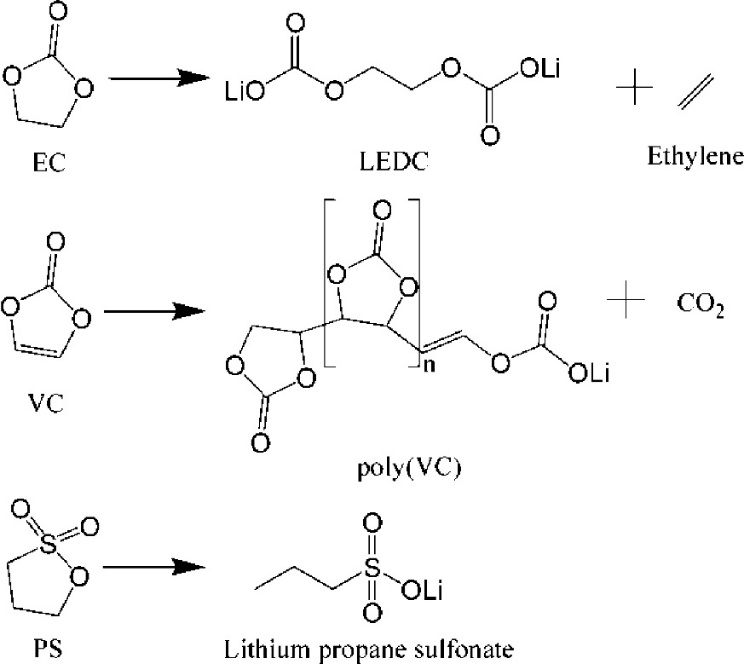 O
O O
EC
O
LiO O
O OLi
O
LEDC
+
Ethylene
O
O O
VC
O
O O
n
O O
O
O
O OLi
poly(VC)
+ CO₂
O O
S
O
PS
O
S OLi
O
Lithium propane sulfonate